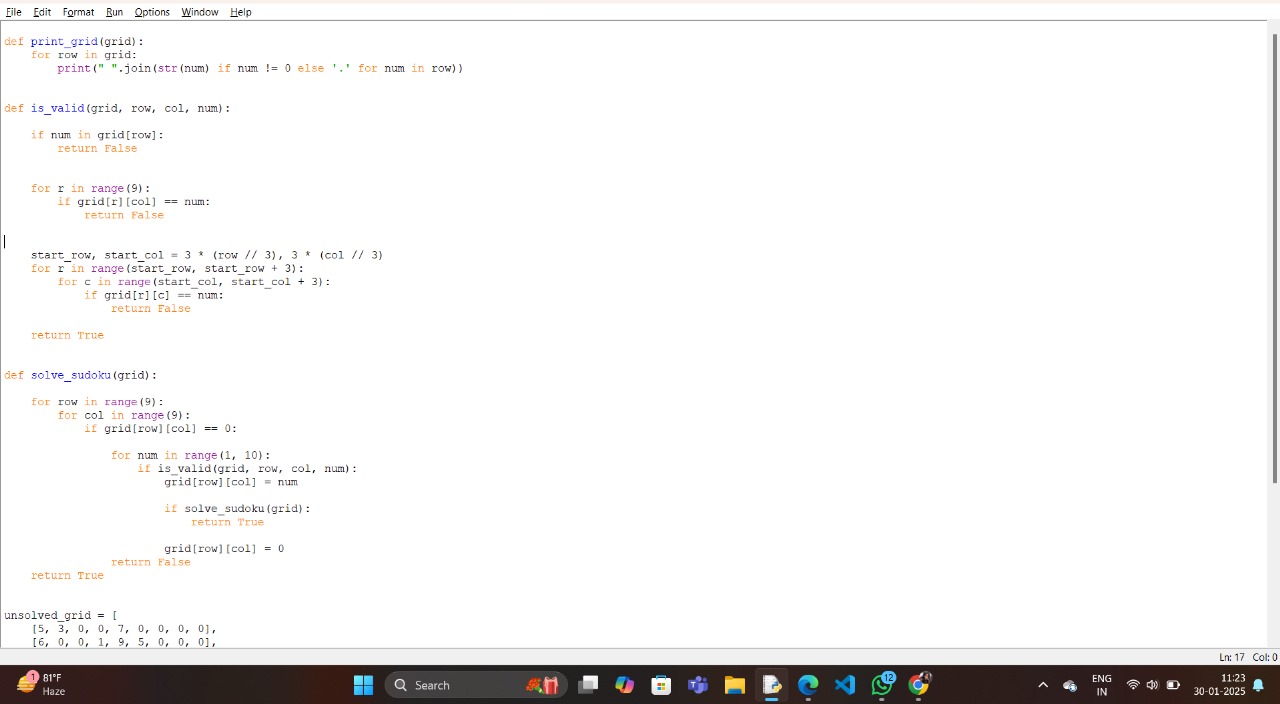 File Edit Format Run Options Window Help
def print_grid(grid):
    for row in grid:
        print(" ".join(str(num) if num != 0 else '.' for num in row))
def is_valid(grid, row, col, num):
    if num in grid[row]:
        return False
    for r in range(9):
        if grid[r][col] == num:
            return False
    start_row, start_col = 3 * (row // 3), 3 * (col // 3)
    for r in range(start_row, start_row + 3):
        for c in range(start_col, start_col + 3):
            if grid[r][c] == num:
                return False
    return True
def solve_sudoku(grid):
    for row in range(9):
        for col in range(9):
            if grid[row][col] == 0:
                for num in range(1, 10):
                    if is_valid(grid, row, col, num):
                        grid[row][col] = num
                        if solve_sudoku(grid):
                            return True
                        grid[row][col] = 0
                return False
    return True
unsolved_grid = [
    [5, 3, 0, 0, 7, 0, 0, 0, 0],
    [6, 0, 0, 1, 9, 5, 0, 0, 0],
Ln: 17 Col: 0
1
81°F
Haze
Search
12
ENG
IN
11:23
30-01-2025